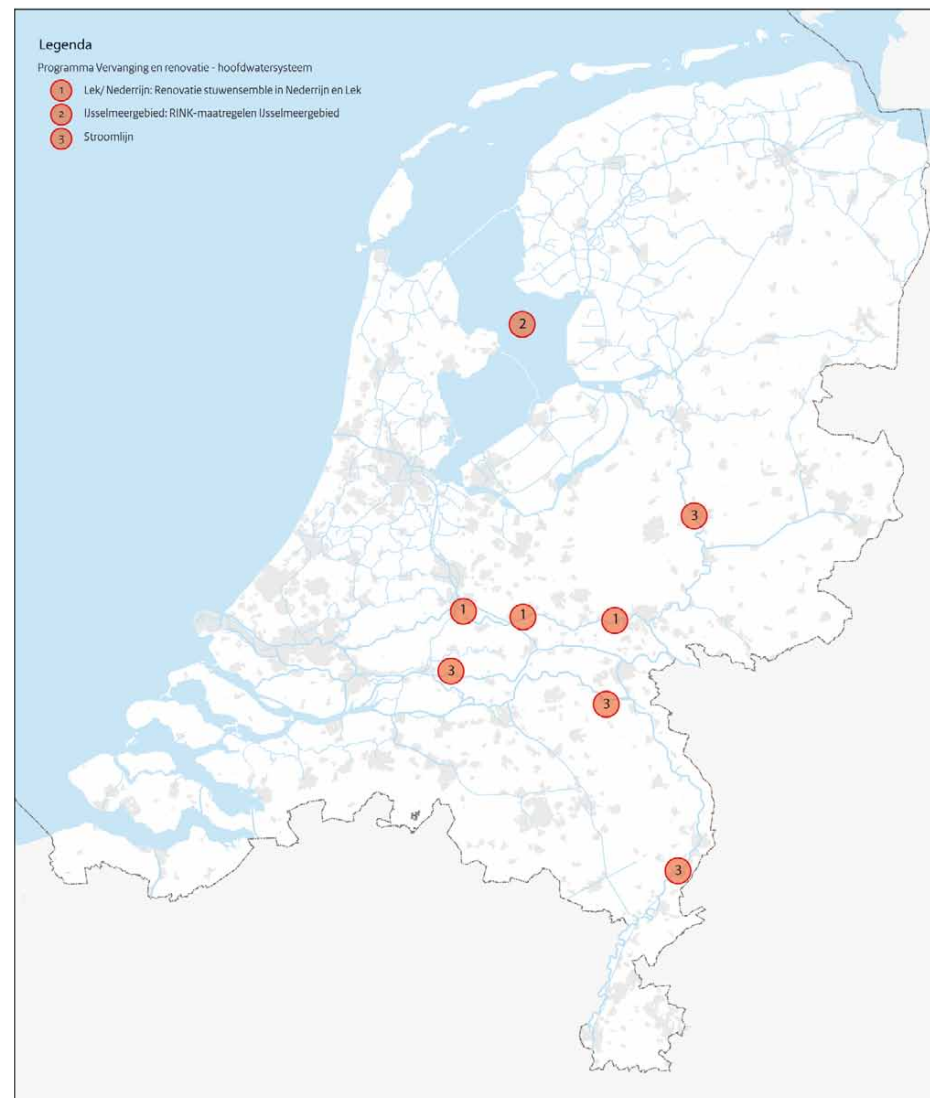 Legenda
Programma Vervanging en renovatie - hoofdwatersysteem
1 Lek/ Nederrijn: Renovatie stuwensemble in Nederrijn en Lek
2 IJsselmeergebied: RINK-maatregelen IJsselmeergebied
3 Stroomlijn
2
3
1
1
1
3
3
3